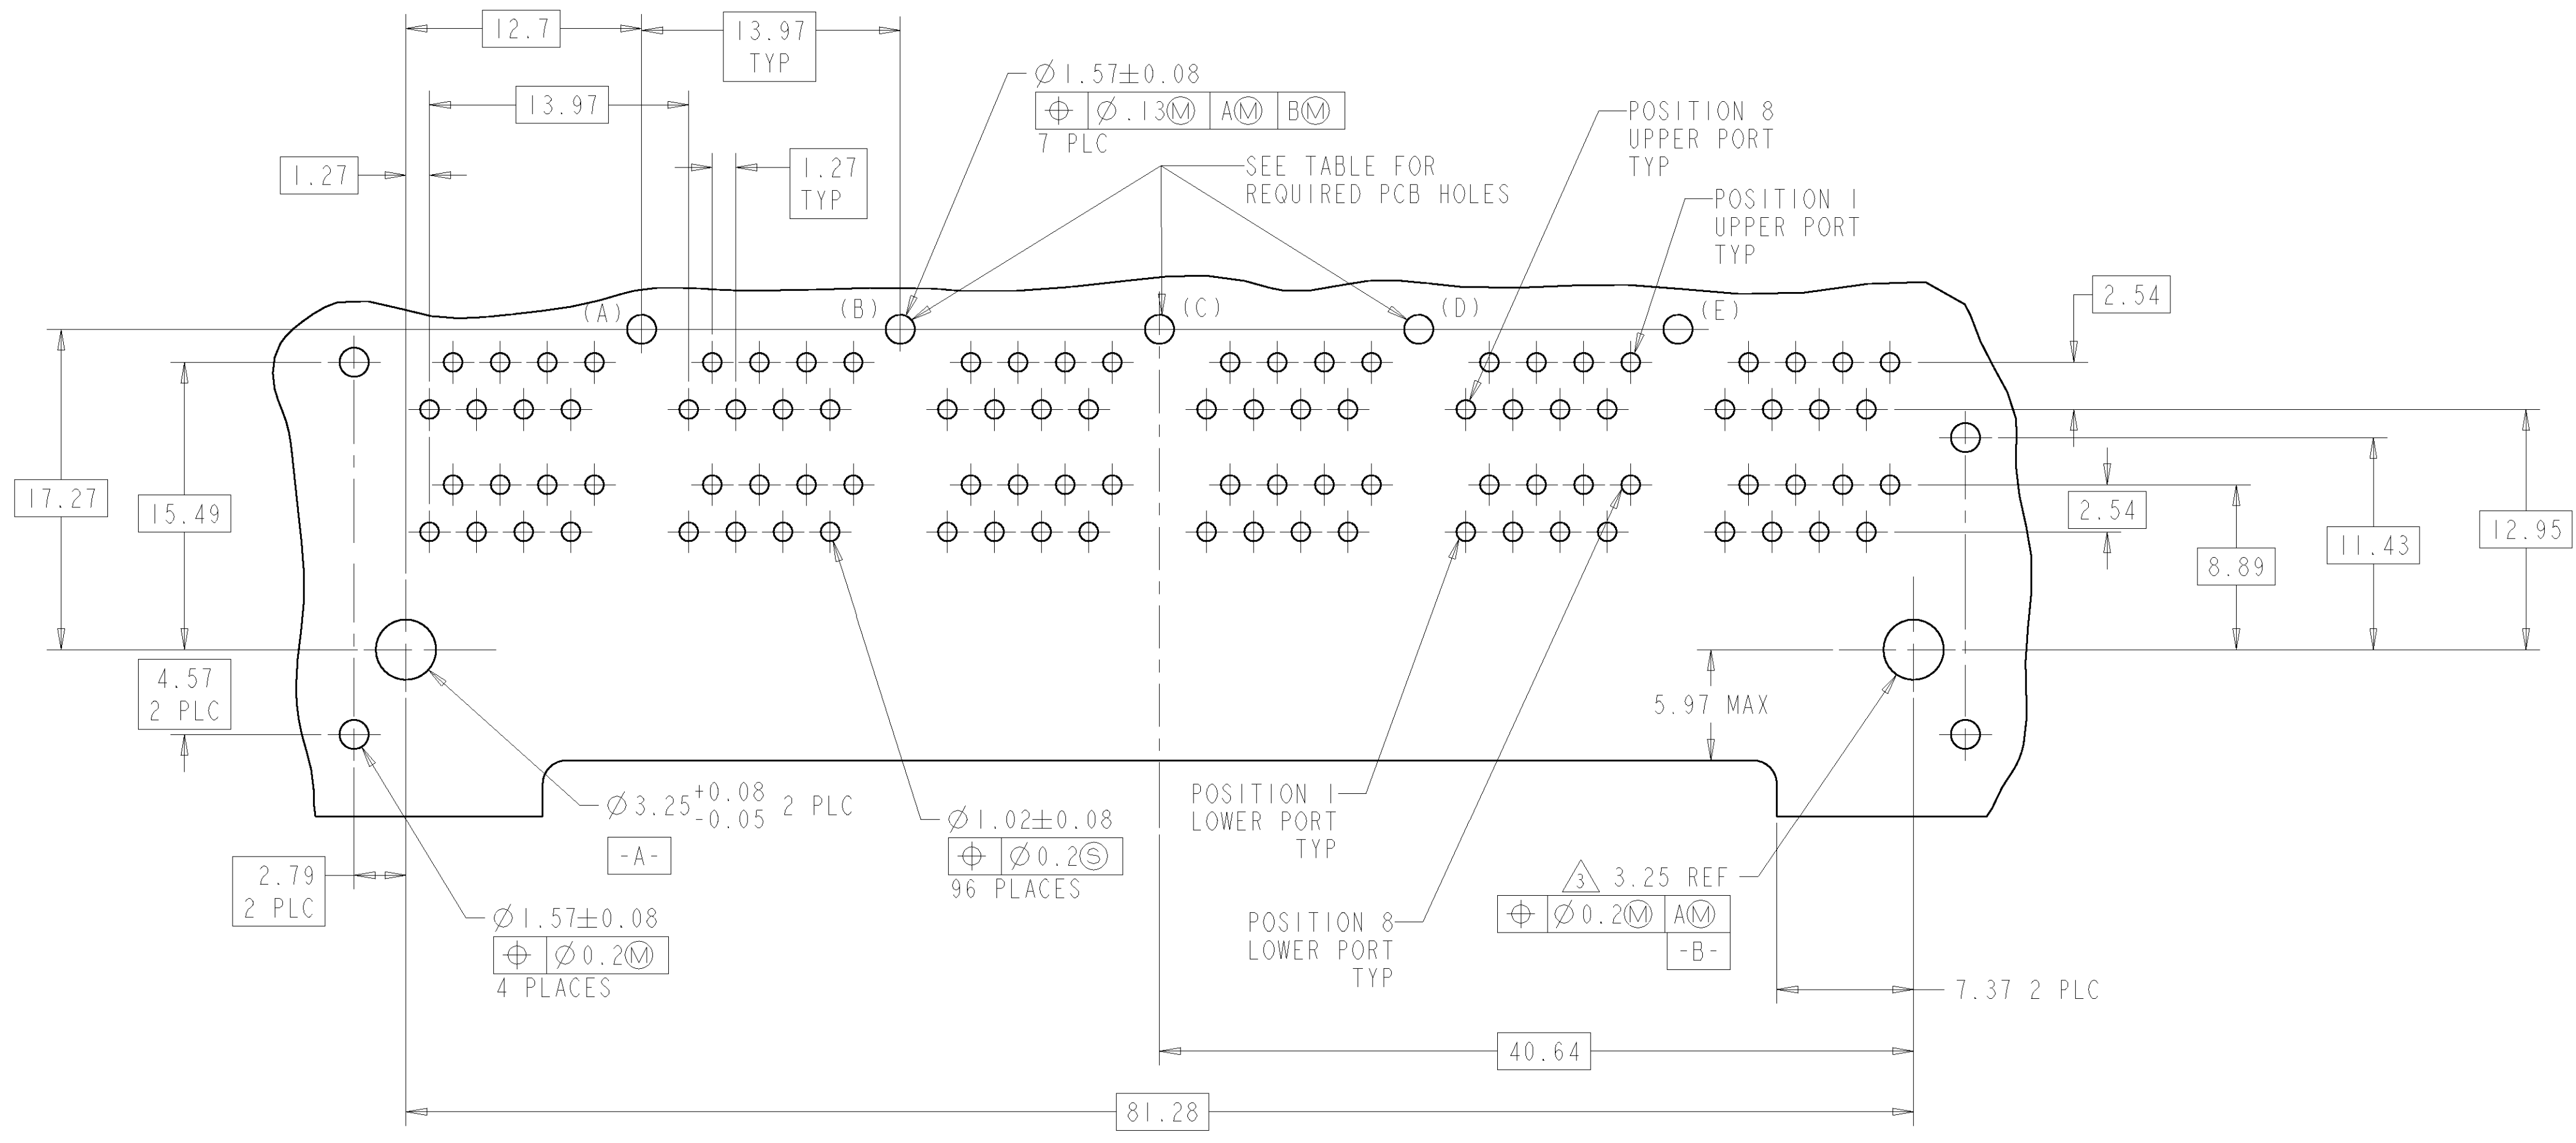 12.7
13.97
TYP
13.97
1.27
1.27
TYP
Ø1.57±0.08
⌖ Ø.13Ⓜ AⓂ BⓂ
7 PLC
SEE TABLE FOR
REQUIRED PCB HOLES
POSITION 8
UPPER PORT
TYP
POSITION 1
UPPER PORT
TYP
2.54
(A)
(B)
(C)
(D)
(E)
17.27
15.49
2.54
12.95
11.43
8.89
4.57
2 PLC
5.97 MAX
Ø3.25 +0.08 -0.05 2 PLC
-A-
Ø1.02±0.08
⌖ Ø0.2Ⓢ
96 PLACES
POSITION 1
LOWER PORT
TYP
2.79
2 PLC
Ø1.57±0.08
⌖ Ø0.2Ⓜ
4 PLACES
POSITION 8
LOWER PORT
TYP
3 3.25 REF
⌖ Ø0.2Ⓜ AⓂ
-B-
7.37 2 PLC
40.64
81.28